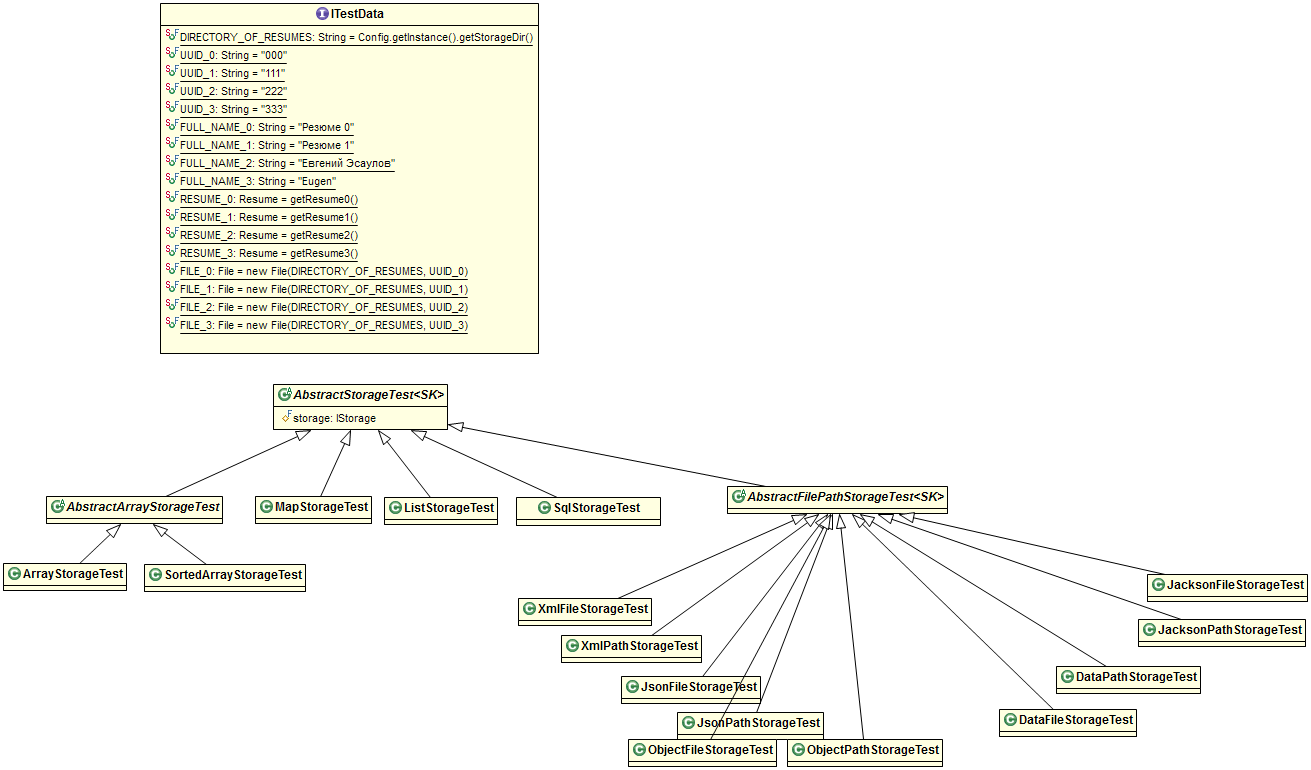 ITestData
DIRECTORY_OF_RESUMES: String = Config.getInstance().getStorageDir()
UUID_0: String = "000"
UUID_1: String = "111"
UUID_2: String = "222"
UUID_3: String = "333"
FULL_NAME_0: String = "Резюме 0"
FULL_NAME_1: String = "Резюме 1"
FULL_NAME_2: String = "Евгений Эсаулов"
FULL_NAME_3: String = "Eugen"
RESUME_0: Resume = getResume0()
RESUME_1: Resume = getResume1()
RESUME_2: Resume = getResume2()
RESUME_3: Resume = getResume3()
FILE_0: File = new File(DIRECTORY_OF_RESUMES, UUID_0)
FILE_1: File = new File(DIRECTORY_OF_RESUMES, UUID_1)
FILE_2: File = new File(DIRECTORY_OF_RESUMES, UUID_2)
FILE_3: File = new File(DIRECTORY_OF_RESUMES, UUID_3)
AbstractStorageTest<SK>
storage: IStorage
AbstractArrayStorageTest
MapStorageTest
ListStorageTest
SqlStorageTest
AbstractFilePathStorageTest<SK>
ArrayStorageTest
SortedArrayStorageTest
JacksonFileStorageTest
XmlFileStorageTest
JacksonPathStorageTest
XmlPathStorageTest
DataPathStorageTest
JsonFileStorageTest
DataFileStorageTest
JsonPathStorageTest
ObjectFileStorageTest
ObjectPathStorageTest